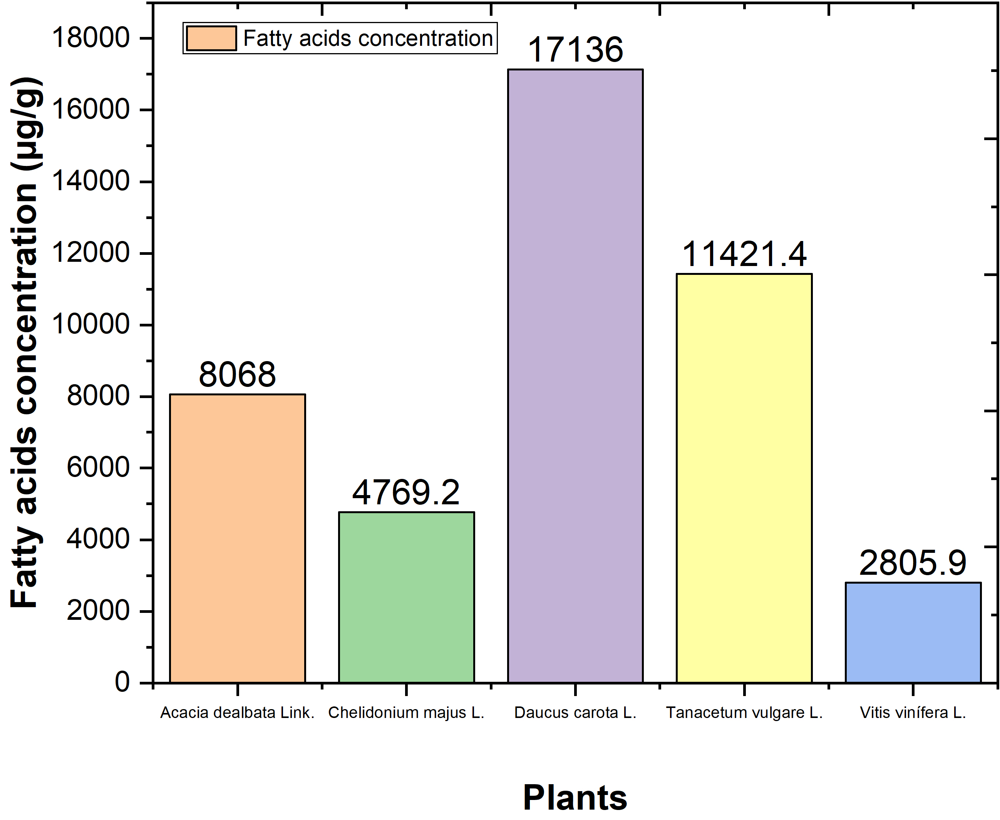 Fatty acids concentration (µg/g)
18000
16000
14000
12000
10000
8000
6000
4000
2000
0
Fatty acids concentration
8068
4769.2
17136
11421.4
2805.9
Acacia dealbata Link.
Chelidonium majus L.
Daucus carota L.
Tanacetum vulgare L.
Vitis vinífera L.
Plants